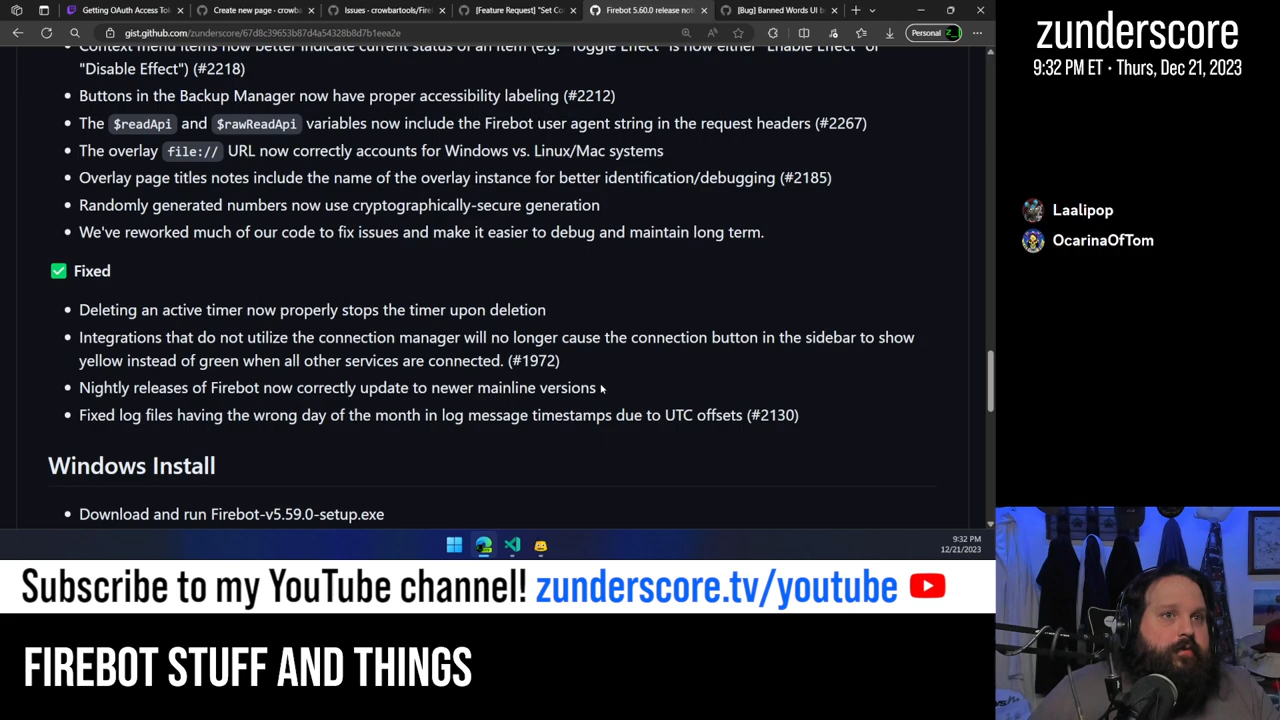 Getting OAuth Access To
Create new page · crowba
Issues · crowbartools/Fire
[Feature Request] "Set Co
Firebot 5.60.0 release not
[Bug] Banned Words UI b
gist.github.com/zunderscore/67d8c39653b87d4a54328b8d7b1eea2e
Personal
Context menu items now better indicate current status of an item (e.g. "Toggle Effect" is now either "Enable Effect" or
"Disable Effect") (#2218)
Buttons in the Backup Manager now have proper accessibility labeling (#2212)
The $readApi and $rawReadApi variables now include the Firebot user agent string in the request headers (#2267)
The overlay file:// URL now correctly accounts for Windows vs. Linux/Mac systems
Overlay page titles notes include the name of the overlay instance for better identification/debugging (#2185)
Randomly generated numbers now use cryptographically-secure generation
We've reworked much of our code to fix issues and make it easier to debug and maintain long term.
Fixed
Deleting an active timer now properly stops the timer upon deletion
Integrations that do not utilize the connection manager will no longer cause the connection button in the sidebar to show
yellow instead of green when all other services are connected. (#1972)
Nightly releases of Firebot now correctly update to newer mainline versions
Fixed log files having the wrong day of the month in log message timestamps due to UTC offsets (#2130)
Windows Install
Download and run Firebot-v5.59.0-setup.exe
9:32 PM
12/21/2023
zunderscore
9:32 PM ET • Thurs, Dec 21, 2023
Laalipop
OcarinaOfTom
Subscribe to my YouTube channel! zunderscore.tv/youtube
FIREBOT STUFF AND THINGS